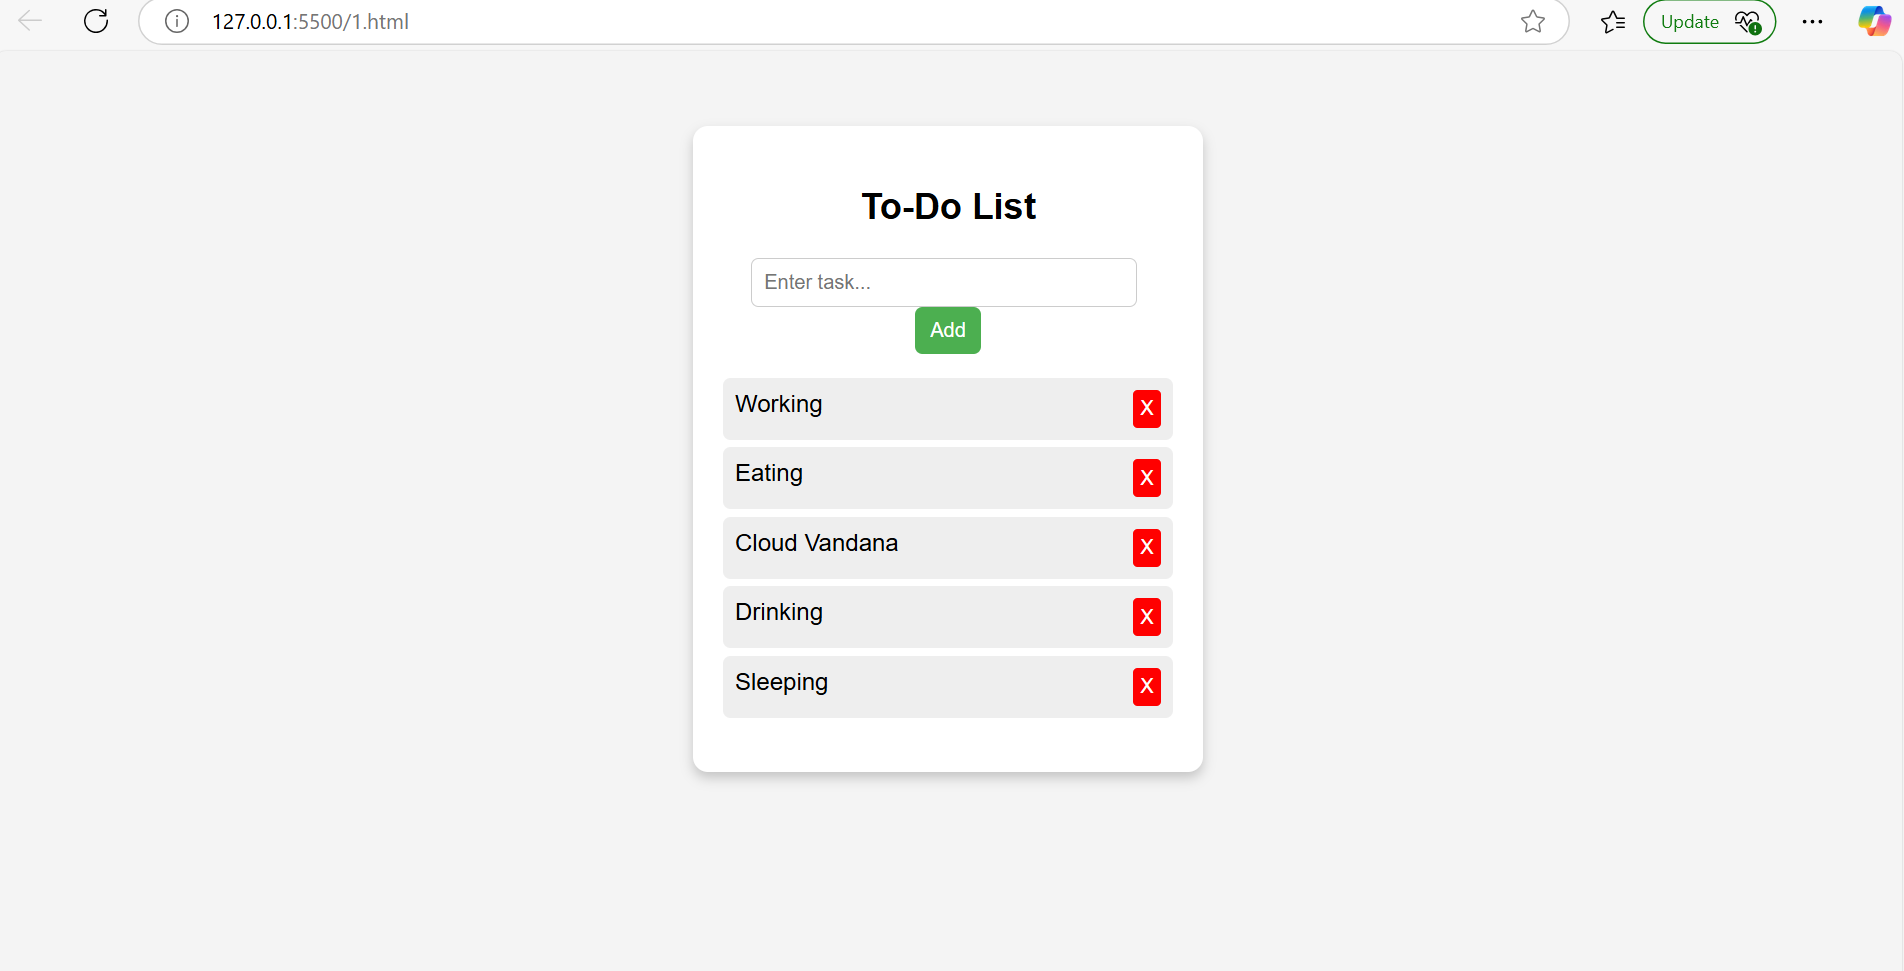 127.0.0.1:5500/1.html
Update
To-Do List
Enter task...
Add
Working X
Eating X
Cloud Vandana X
Drinking X
Sleeping X